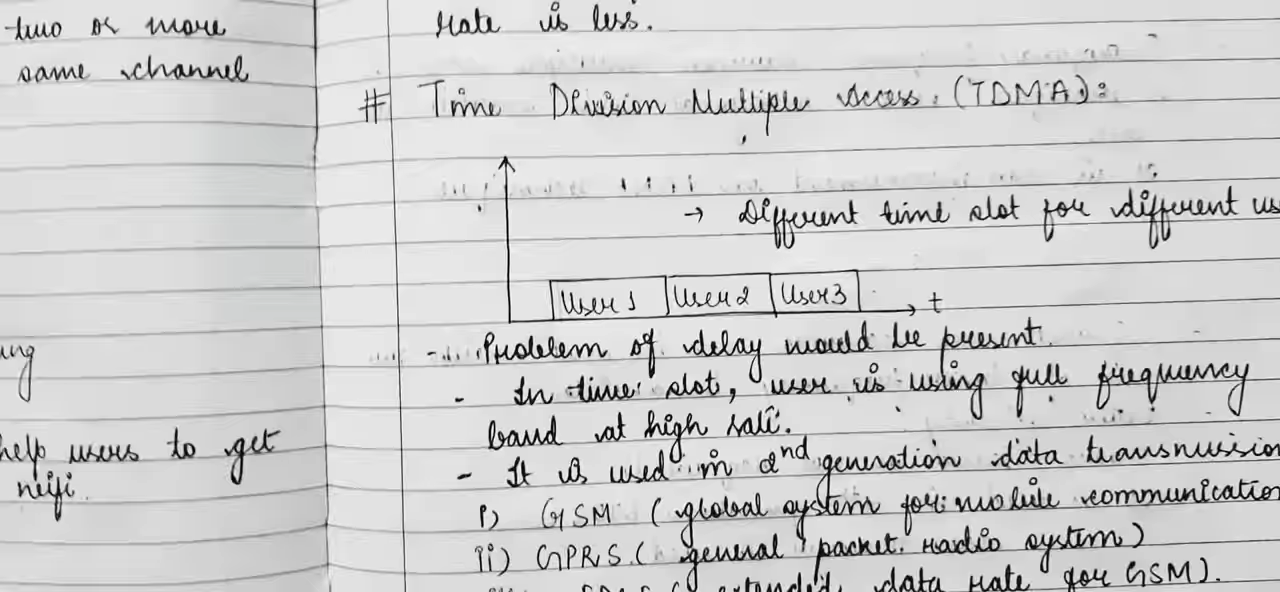 two or more
same channel
ing
help users to get
rate is less.
# Time Division Multiple Access. (TDMA):
→ Different time slot for different us
User 1 User 2 User 3 t
- Problem of delay would be present.
- In time slot, user is using full frequency
band at high rate.
- It is used in 2nd generation data transmission
i) GSM (global system for mobile communication
ii) GPRS (general packet radio system)
extended data rate for GSM).